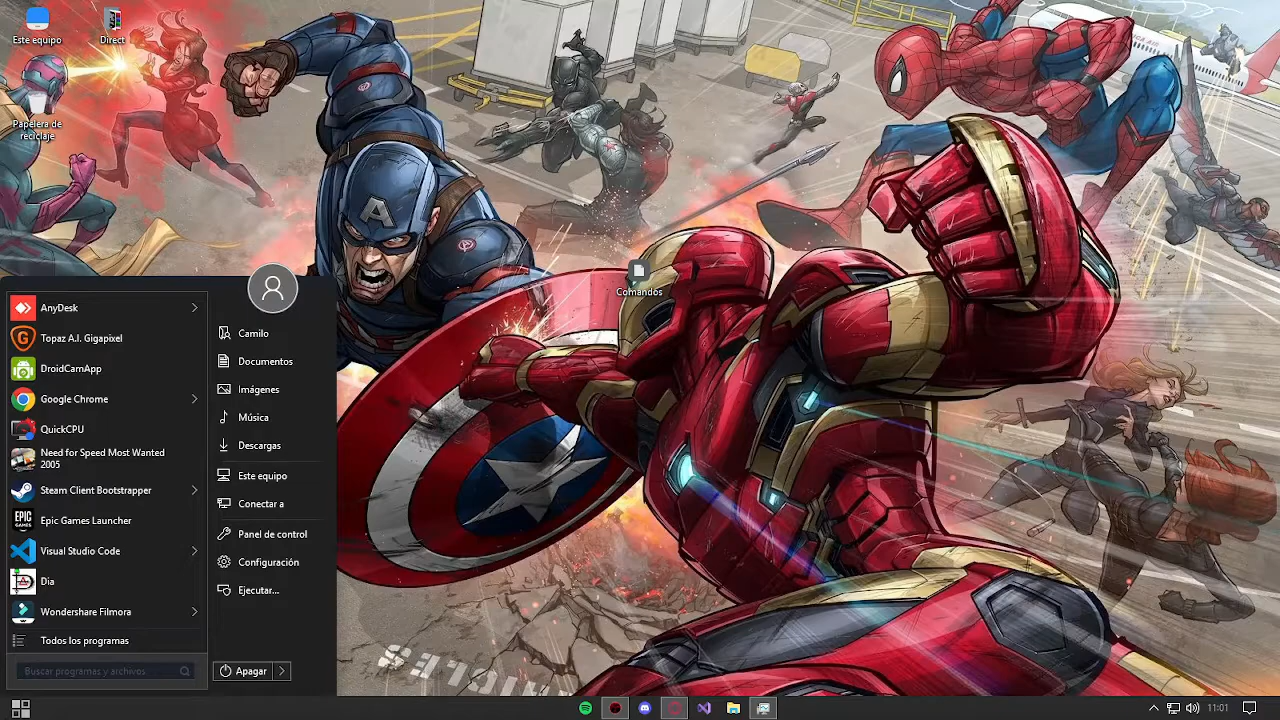 Este equipo
Direct
Papelera de
reciclaje
Comandos
A
AnyDesk
Topaz A.I. Gigapixel
DroidCamApp
Google Chrome
QuickCPU
Need for Speed Most Wanted
2005
Steam Client Bootstrapper
EPIC
GAMES
Epic Games Launcher
Visual Studio Code
Dia
Wondershare Filmora
Todos los programas
Buscar programas y archivos
Camilo
Documentos
Imágenes
Música
Descargas
Este equipo
Conectar a
Panel de control
Configuración
Ejecutar...
Apagar
11:01